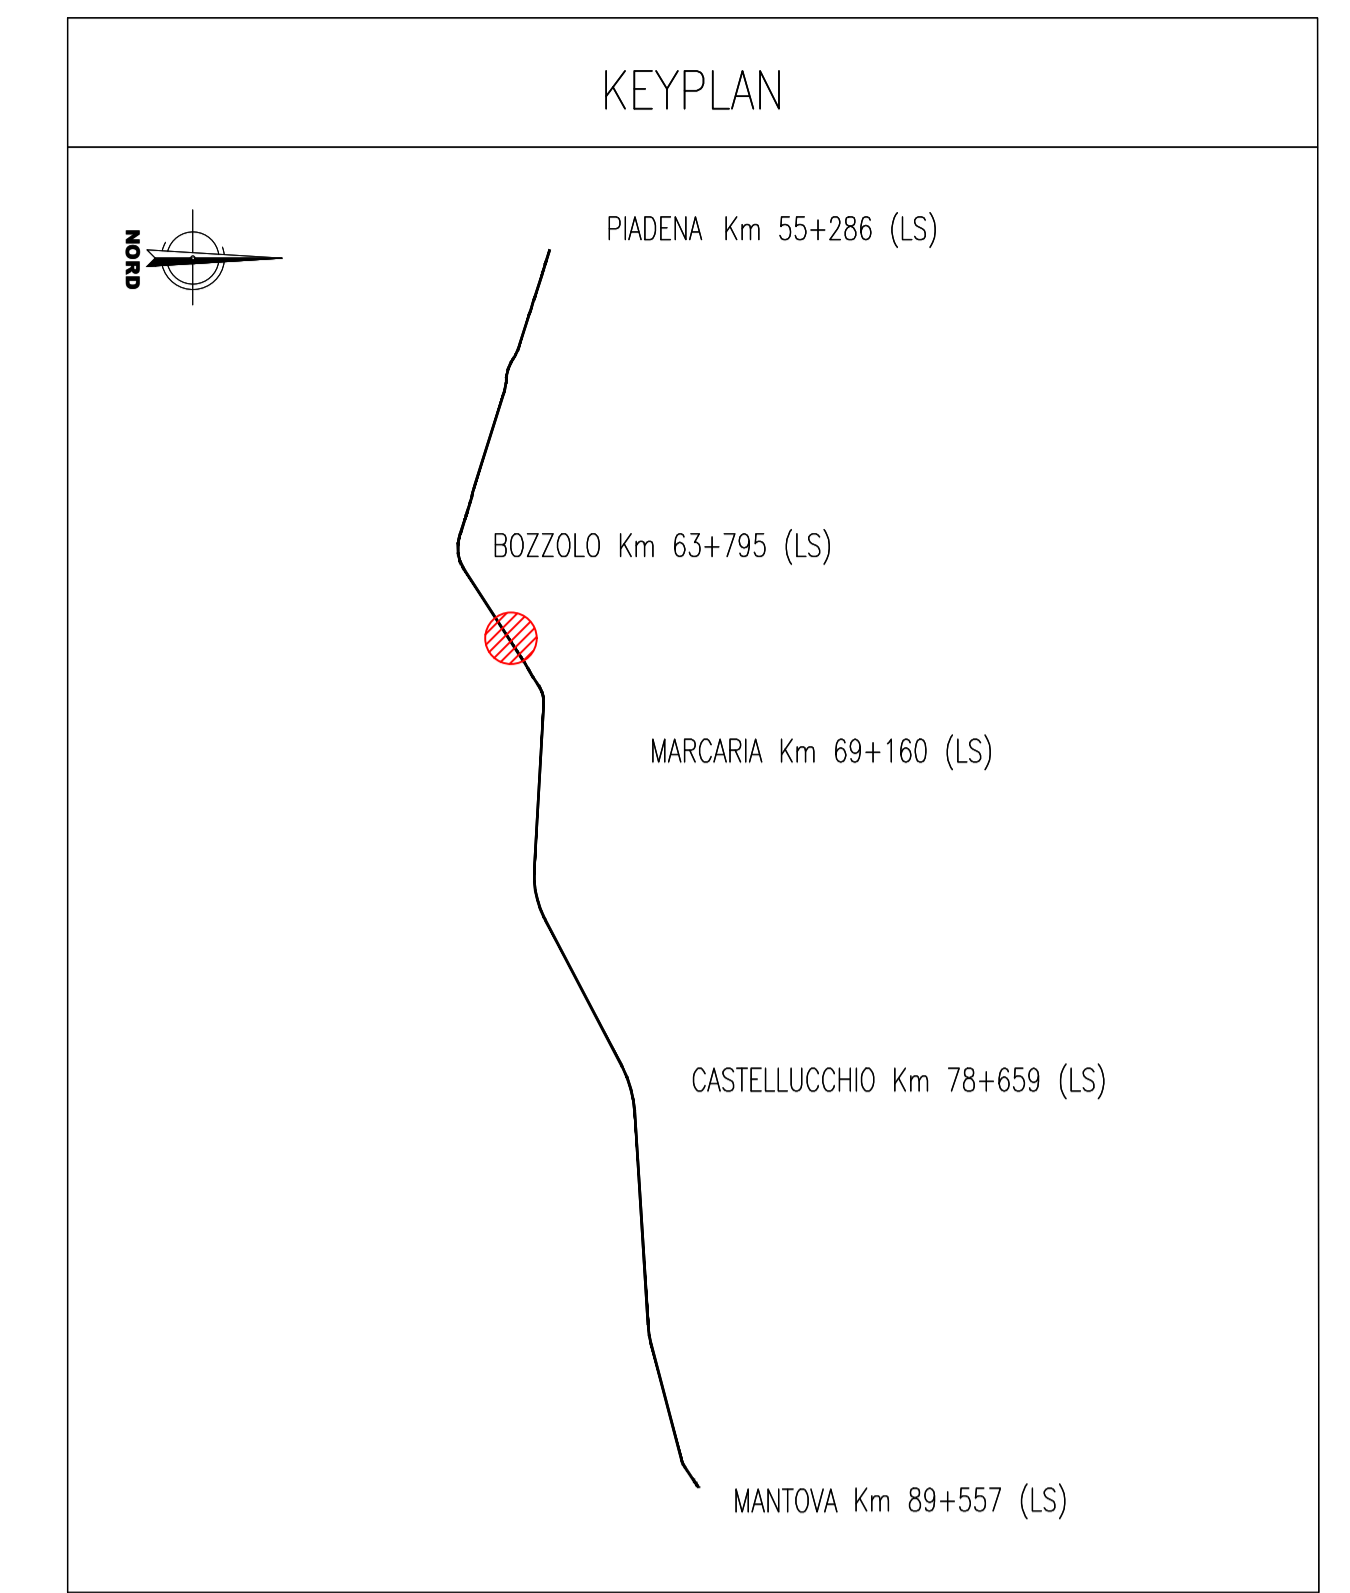 KEYPLAN
NORD
PIADENA Km 55+286 (LS)
BOZZOLO Km 63+795 (LS)
MARCARIA Km 69+160 (LS)
CASTELLUCCHIO Km 78+659 (LS)
MANTOVA Km 89+557 (LS)